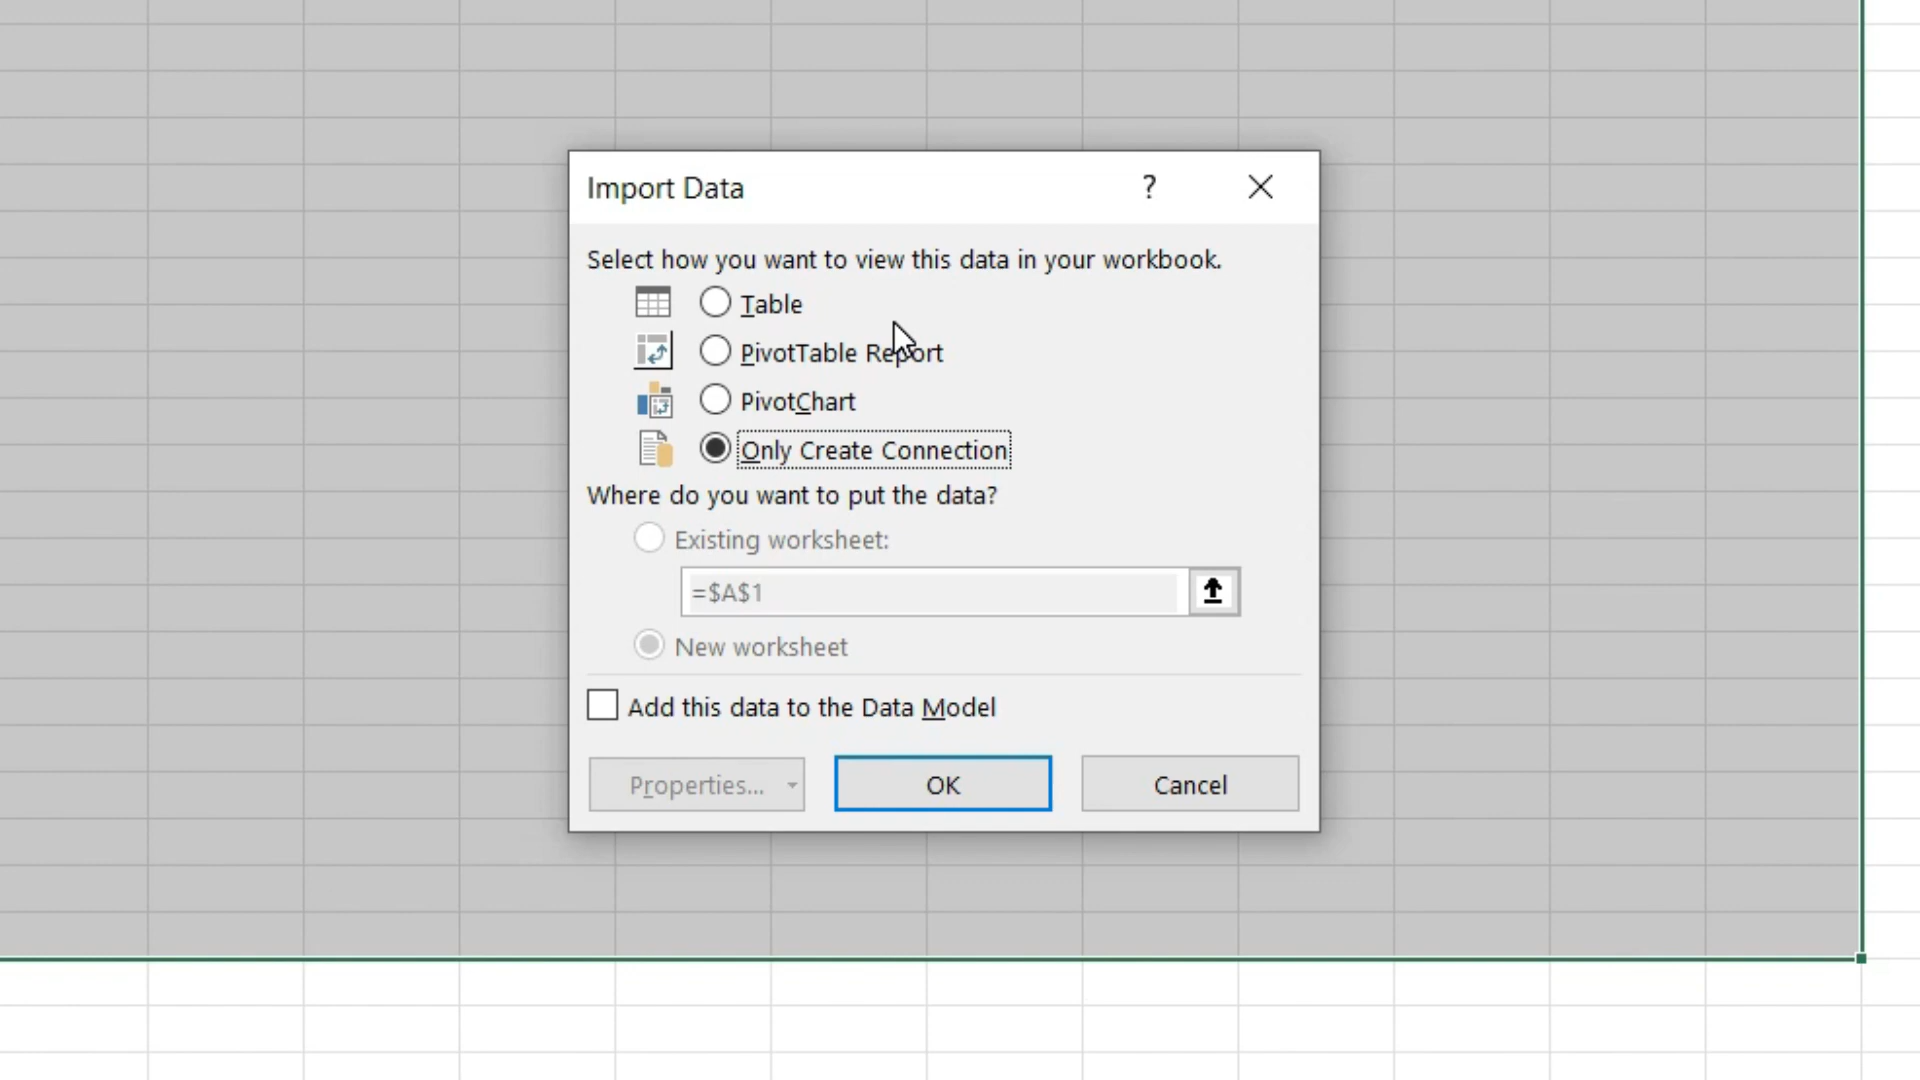 Import Data ?
Select how you want to view this data in your workbook.
Table
PivotTable Report
PivotChart
Only Create Connection
Where do you want to put the data?
Existing worksheet:
=$A$1
New worksheet
Add this data to the Data Model
Properties... OK Cancel